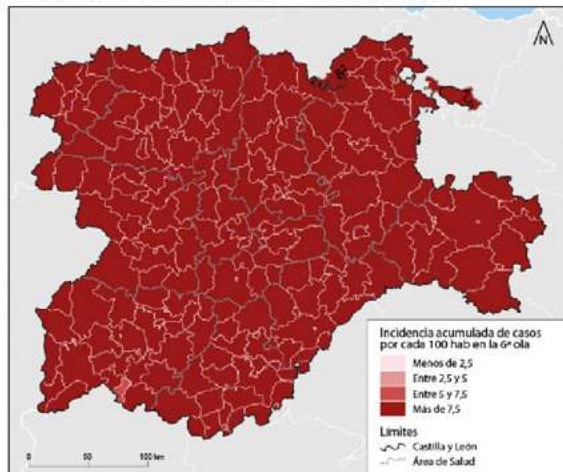 N
Incidencia acumulada de casos
por cada 100 hab en la 6ª ola
Menos de 2,5
Entre 2,5 y 5
Entre 5 y 7,5
Más de 7,5
Límites
Castilla y León
Área de Salud
0 50 100 km